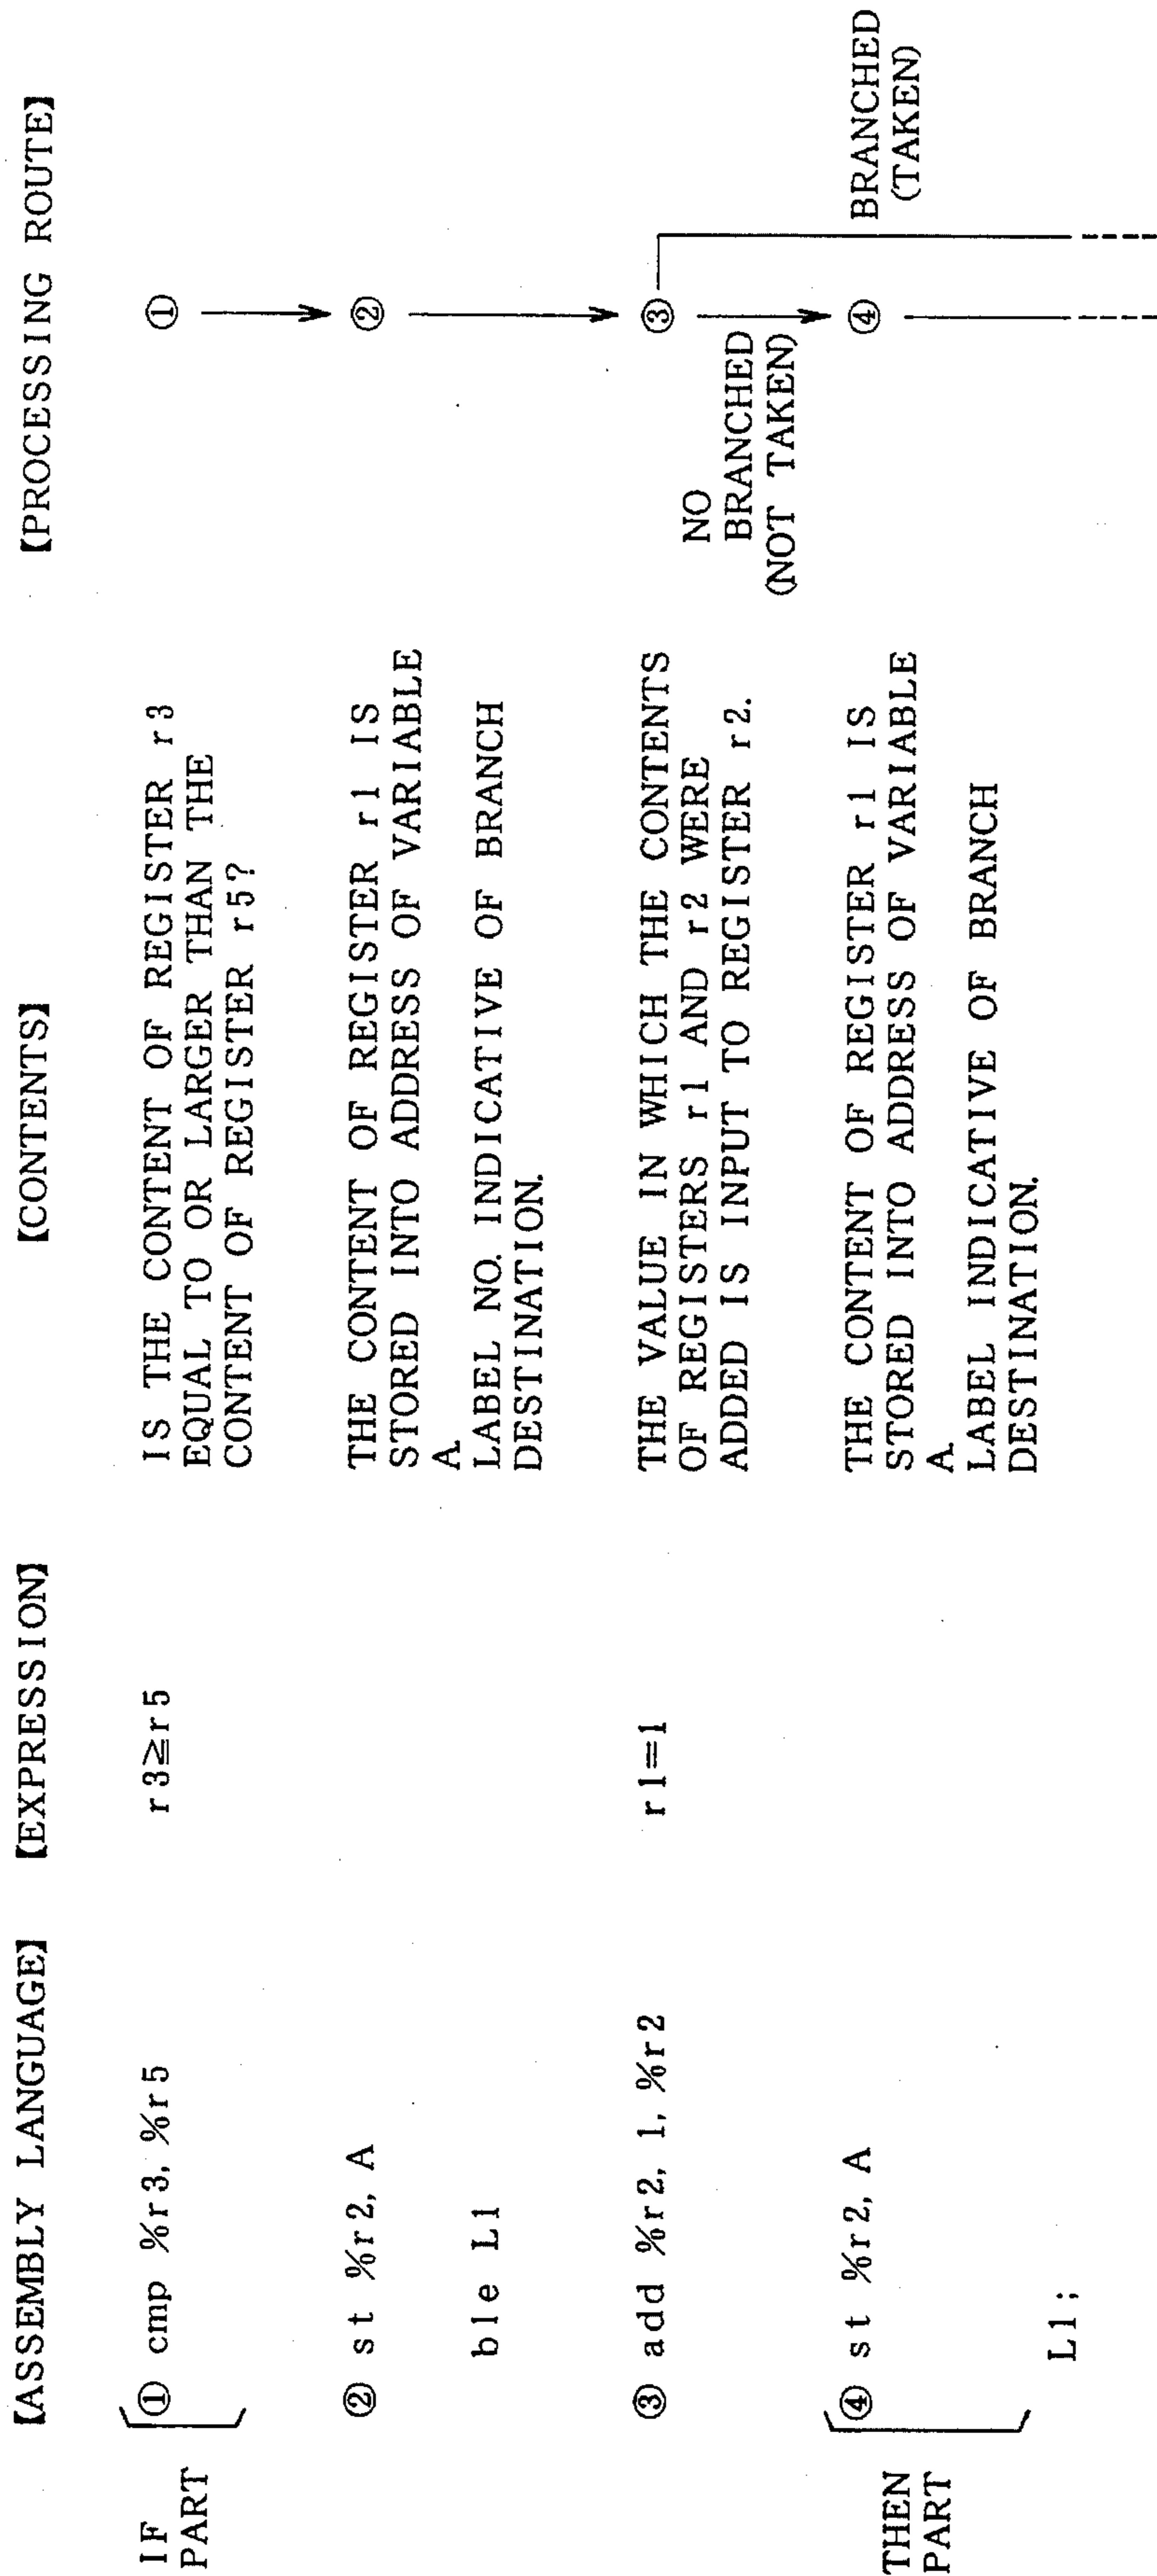 【ASSEMBLY LANGUAGE】 【EXPRESSION】 【CONTENTS】 【PROCESSING ROUTE】
IF
PART
① cmp %r3, %r5
r3≧r5
IS THE CONTENT OF REGISTER r3
EQUAL TO OR LARGER THAN THE
CONTENT OF REGISTER r5?
①
② st %r2, A
THE CONTENT OF REGISTER r1 IS
STORED INTO ADDRESS OF VARIABLE
A.
②
ble L1
LABEL NO. INDICATIVE OF BRANCH
DESTINATION.
③ add %r2, 1, %r2
r1=1
THE VALUE IN WHICH THE CONTENTS
OF REGISTERS r1 AND r2 WERE
ADDED IS INPUT TO REGISTER r2.
③
NO
BRANCHED
(NOT TAKEN)
THEN
PART
④ st %r2, A
THE CONTENT OF REGISTER r1 IS
STORED INTO ADDRESS OF VARIABLE
A.
④
BRANCHED
(TAKEN)
LABEL INDICATIVE OF BRANCH
DESTINATION.
L1;